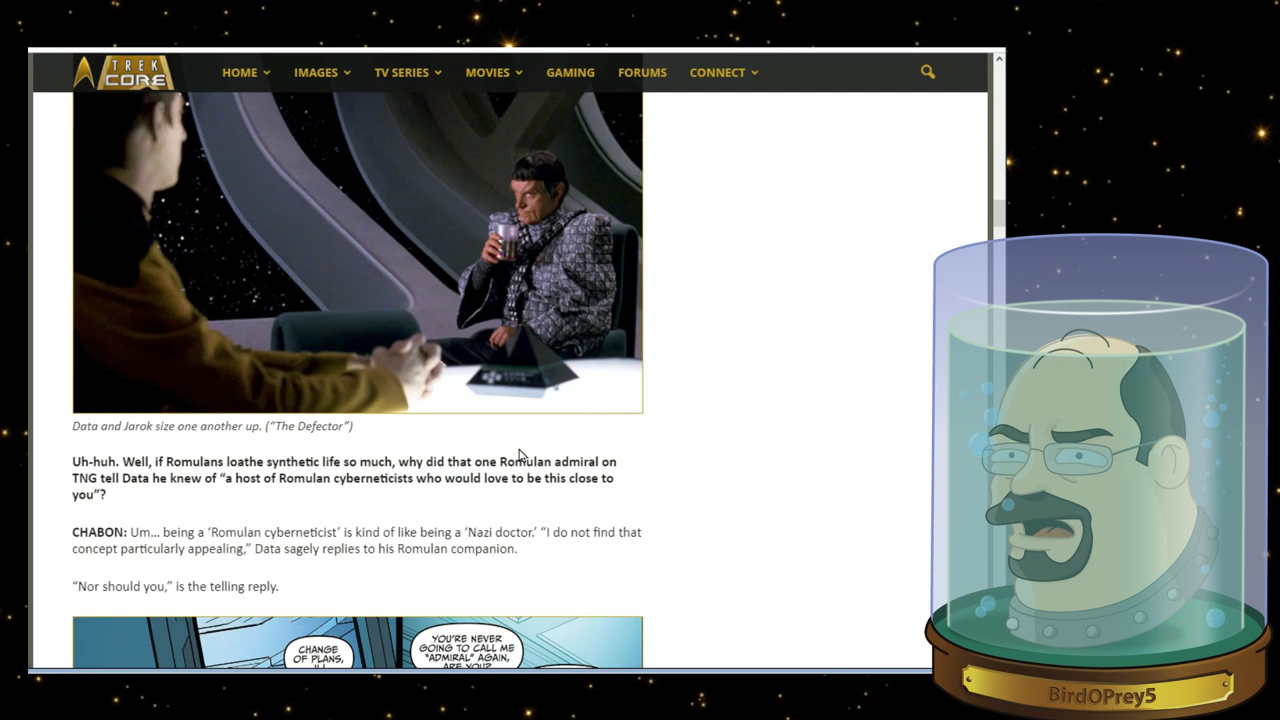 TREK
CORE
HOME IMAGES TV SERIES MOVIES GAMING FORUMS CONNECT
Data and Jarok size one another up. (“The Defector”)
Uh-huh. Well, if Romulans loathe synthetic life so much, why did that one Romulan admiral on
TNG tell Data he knew of “a host of Romulan cyberneticists who would love to be this close to
you”?
CHABON: Um… being a ‘Romulan cyberneticist’ is kind of like being a ‘Nazi doctor.’ “I do not find that
concept particularly appealing,” Data sagely replies to his Romulan companion.
“Nor should you,” is the telling reply.
CHANGE
OF PLANS,
YOU'RE NEVER
GOING TO CALL ME
"ADMIRAL" AGAIN,
ARE YOU?
BirdOPrey5